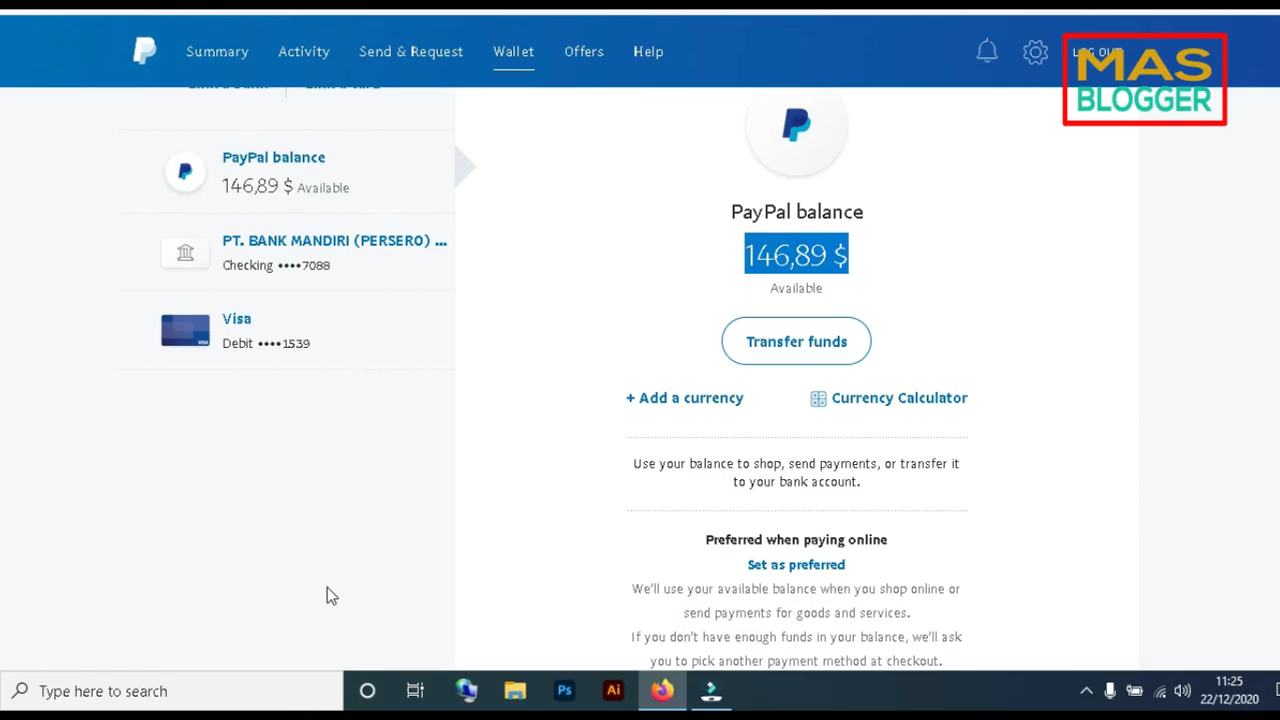 Summary
Activity
Send & Request
Wallet
Offers
Help
LOG OUT
MAS
BLOGGER
PayPal balance
146,89 $ Available
PT. BANK MANDIRI (PERSERO) ...
Checking ••••7088
Visa
Debit ••••1539
VISA
PayPal balance
146,89 $
Available
Transfer funds
+ Add a currency
Currency Calculator
Use your balance to shop, send payments, or transfer it
to your bank account.
Preferred when paying online
Set as preferred
We'll use your available balance when you shop online or
send payments for goods and services.
If you don't have enough funds in your balance, we'll ask
you to pick another payment method at checkout.
Type here to search
Ps
Ai
11:25
22/12/2020